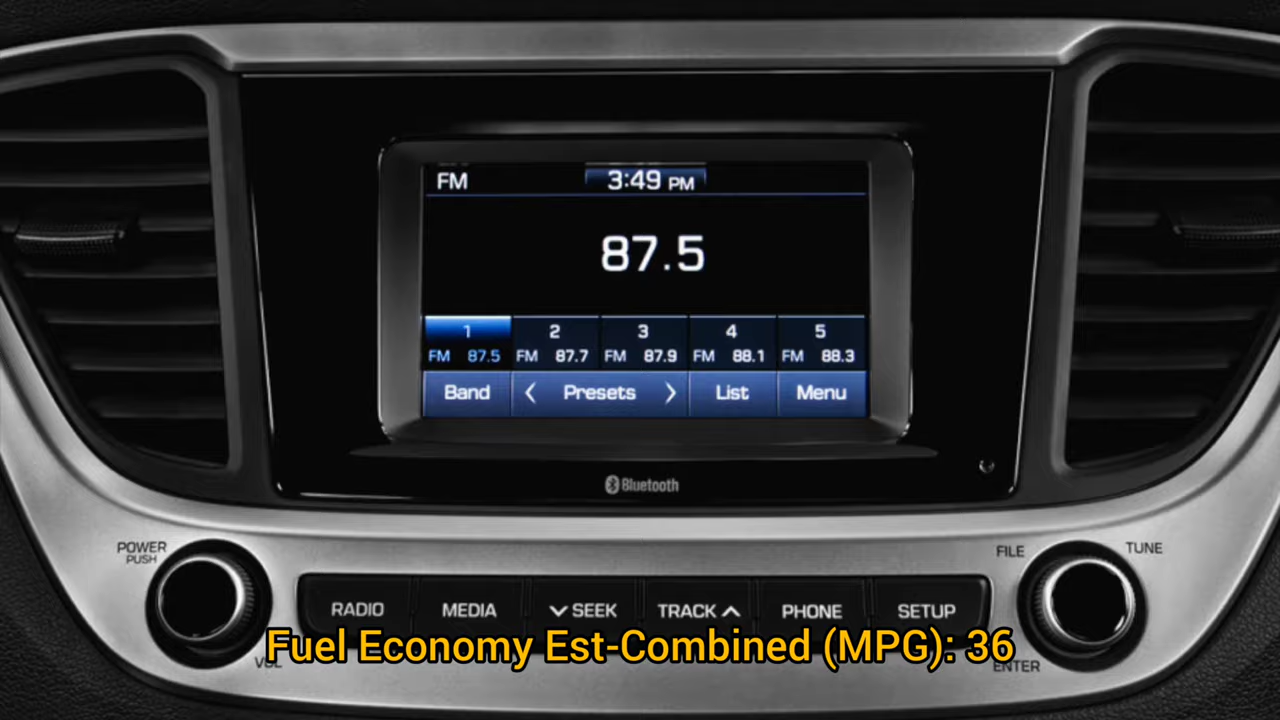 FM 3:49 PM
87.5
1 2 3 4 5
FM 87.5 FM 87.7 FM 87.9 FM 88.1 FM 88.3
Band < Presets > List Menu
Bluetooth
POWER
PUSH
FILE
TUNE
RADIO MEDIA SEEK TRACK PHONE SETUP
Fuel Economy Est-Combined (MPG): 36
ENTER